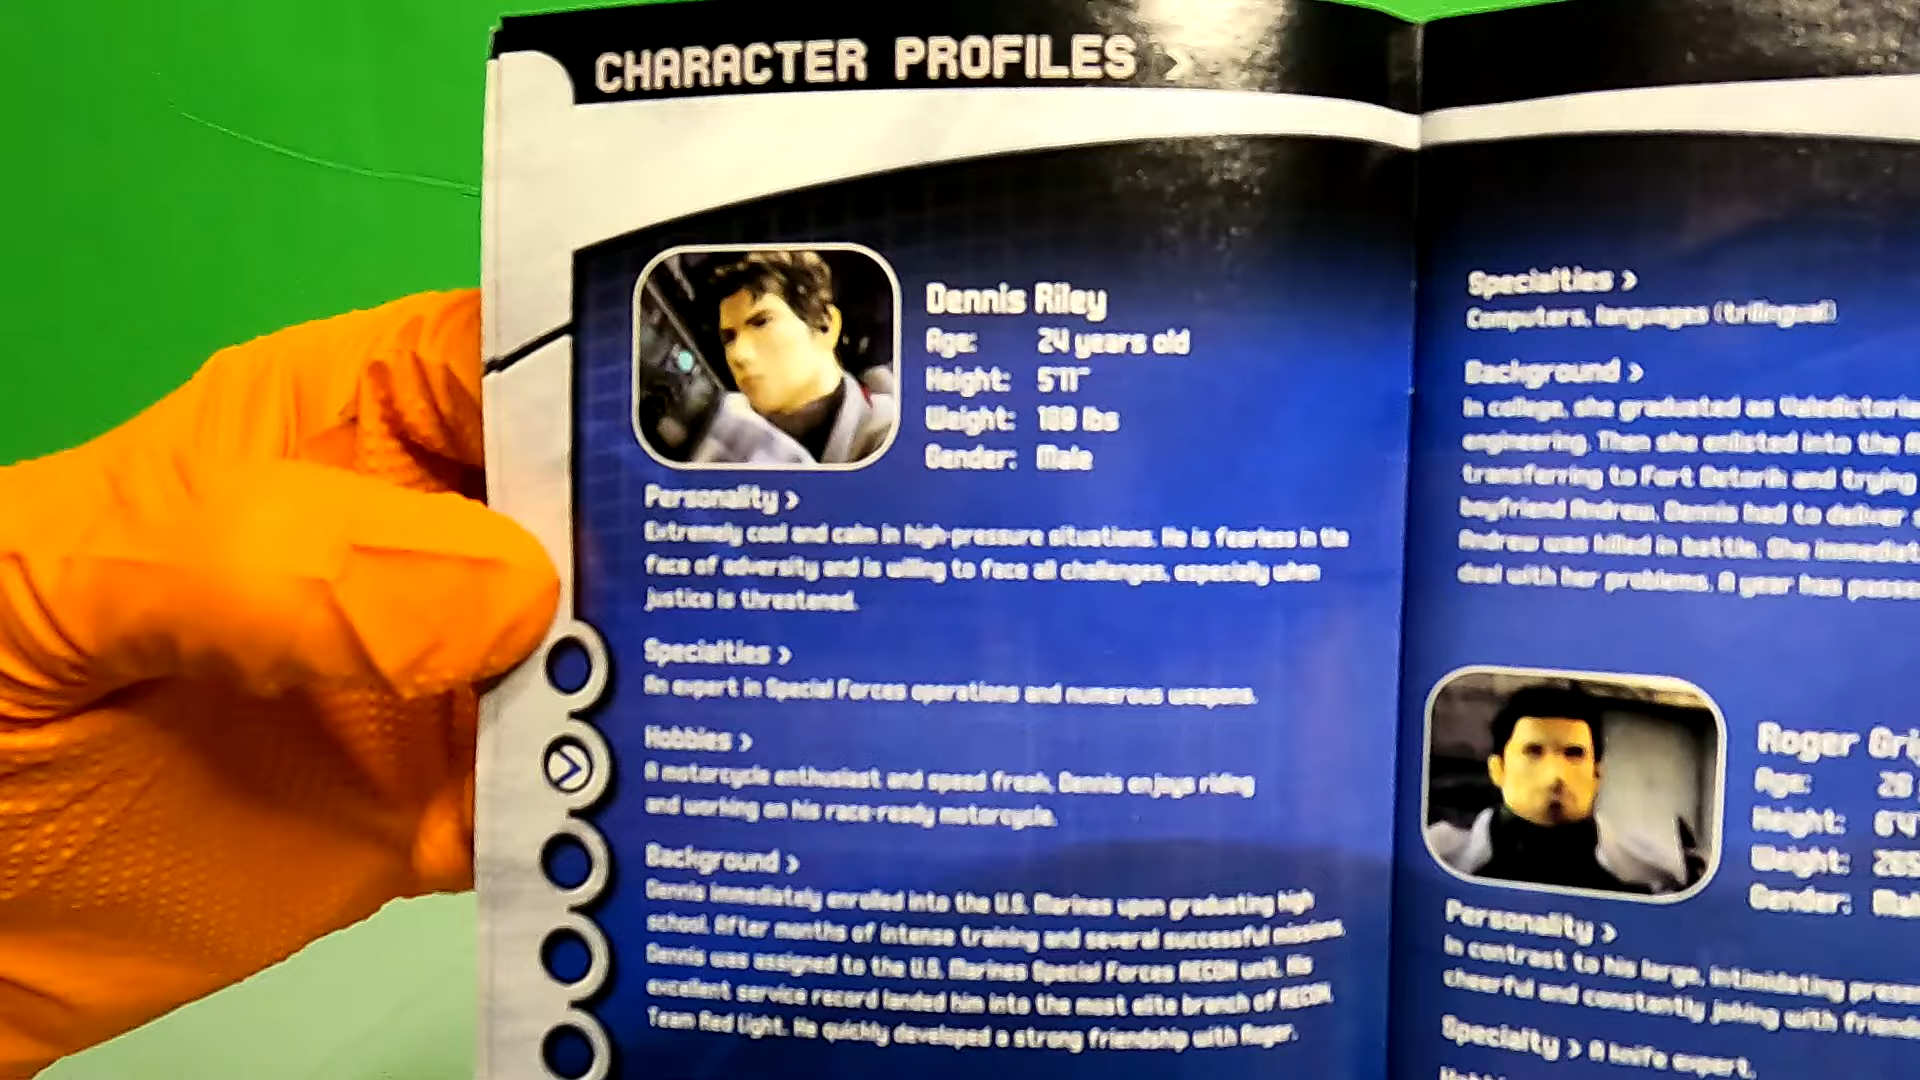 CHARACTER PROFILES >
Dennis Riley
Age: 24 years old
Height: 5'11"
Weight: 189 lbs
Gender: Male
Personality >
Extremely cool and calm in high-pressure situations. He is fearless in the
face of adversity and is willing to face all challenges, especially when
justice is threatened.
Specialties >
An expert in Special Forces operations and numerous weapons.
Hobbies >
A motorcycle enthusiast and speed freak, Dennis enjoys riding
and working on his race-ready motorcycle.
Background >
Dennis immediately enrolled into the U.S. Marines upon graduating high
school. After months of intense training and several successful missions,
Dennis was assigned to the U.S. Marines Special Forces RECON unit. His
excellent service record landed him into the most elite branch of RECON,
Team Red Light. He quickly developed a strong friendship with Roger.
Specialties >
Computers, languages (trilingual)
Background >
In college, she graduated as
engineering. Then she enlisted into the
transferring to Fort Detorik and trying
boyfriend Andrew. Dennis had to deliver
Andrew was killed in battle. She
deal with her problems. A year has
Roger
Age: 28
Height: 6'4
Weight: 265
Gender:
Personality >
In contrast to his large, intimidating
cheerful and constantly joking with
Specialty > A knife expert.